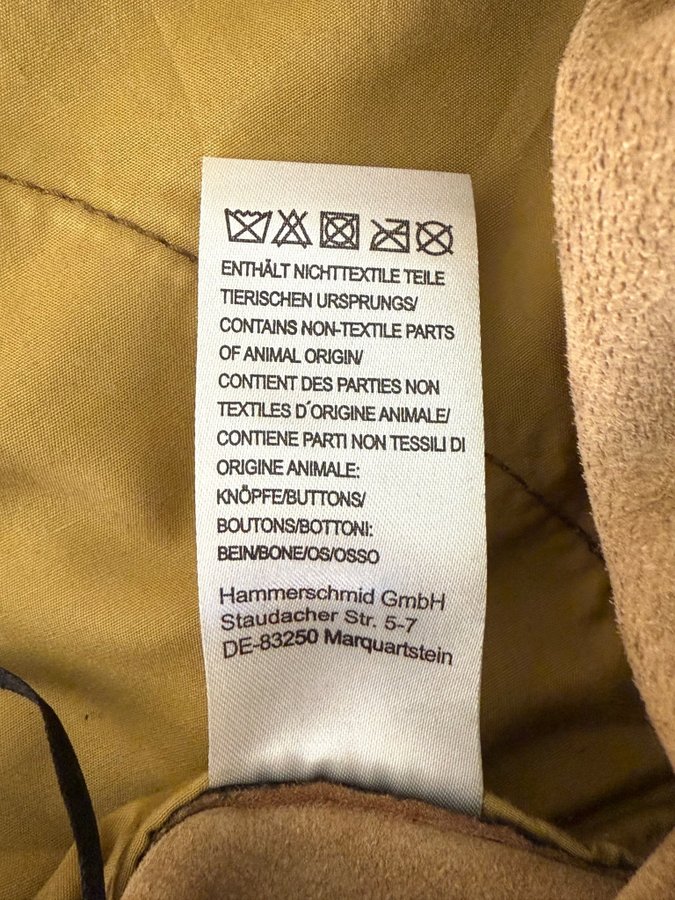 ENTHÄLT NICHTTEXTILE TEILE
TIERISCHEN URSPRUNGS/
CONTAINS NON-TEXTILE PARTS
OF ANIMAL ORIGIN/
CONTIENT DES PARTIES NON
TEXTILES D´ORIGINE ANIMALE/
CONTIENE PARTI NON TESSILI DI
ORIGINE ANIMALE:
KNÖPFE/BUTTONS/
BOUTONS/BOTTONI:
BEIN/BONE/OS/OSSO
Hammerschmid GmbH
Staudacher Str. 5-7
DE-83250 Marquartstein